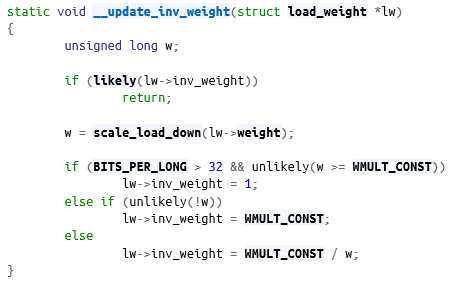 static void __update_inv_weight(struct load_weight *lw)
{
        unsigned long w;

        if (likely(lw->inv_weight))
                return;

        w = scale_load_down(lw->weight);

        if (BITS_PER_LONG > 32 && unlikely(w >= WMULT_CONST))
                lw->inv_weight = 1;
        else if (unlikely(!w))
                lw->inv_weight = WMULT_CONST;
        else
                lw->inv_weight = WMULT_CONST / w;
}